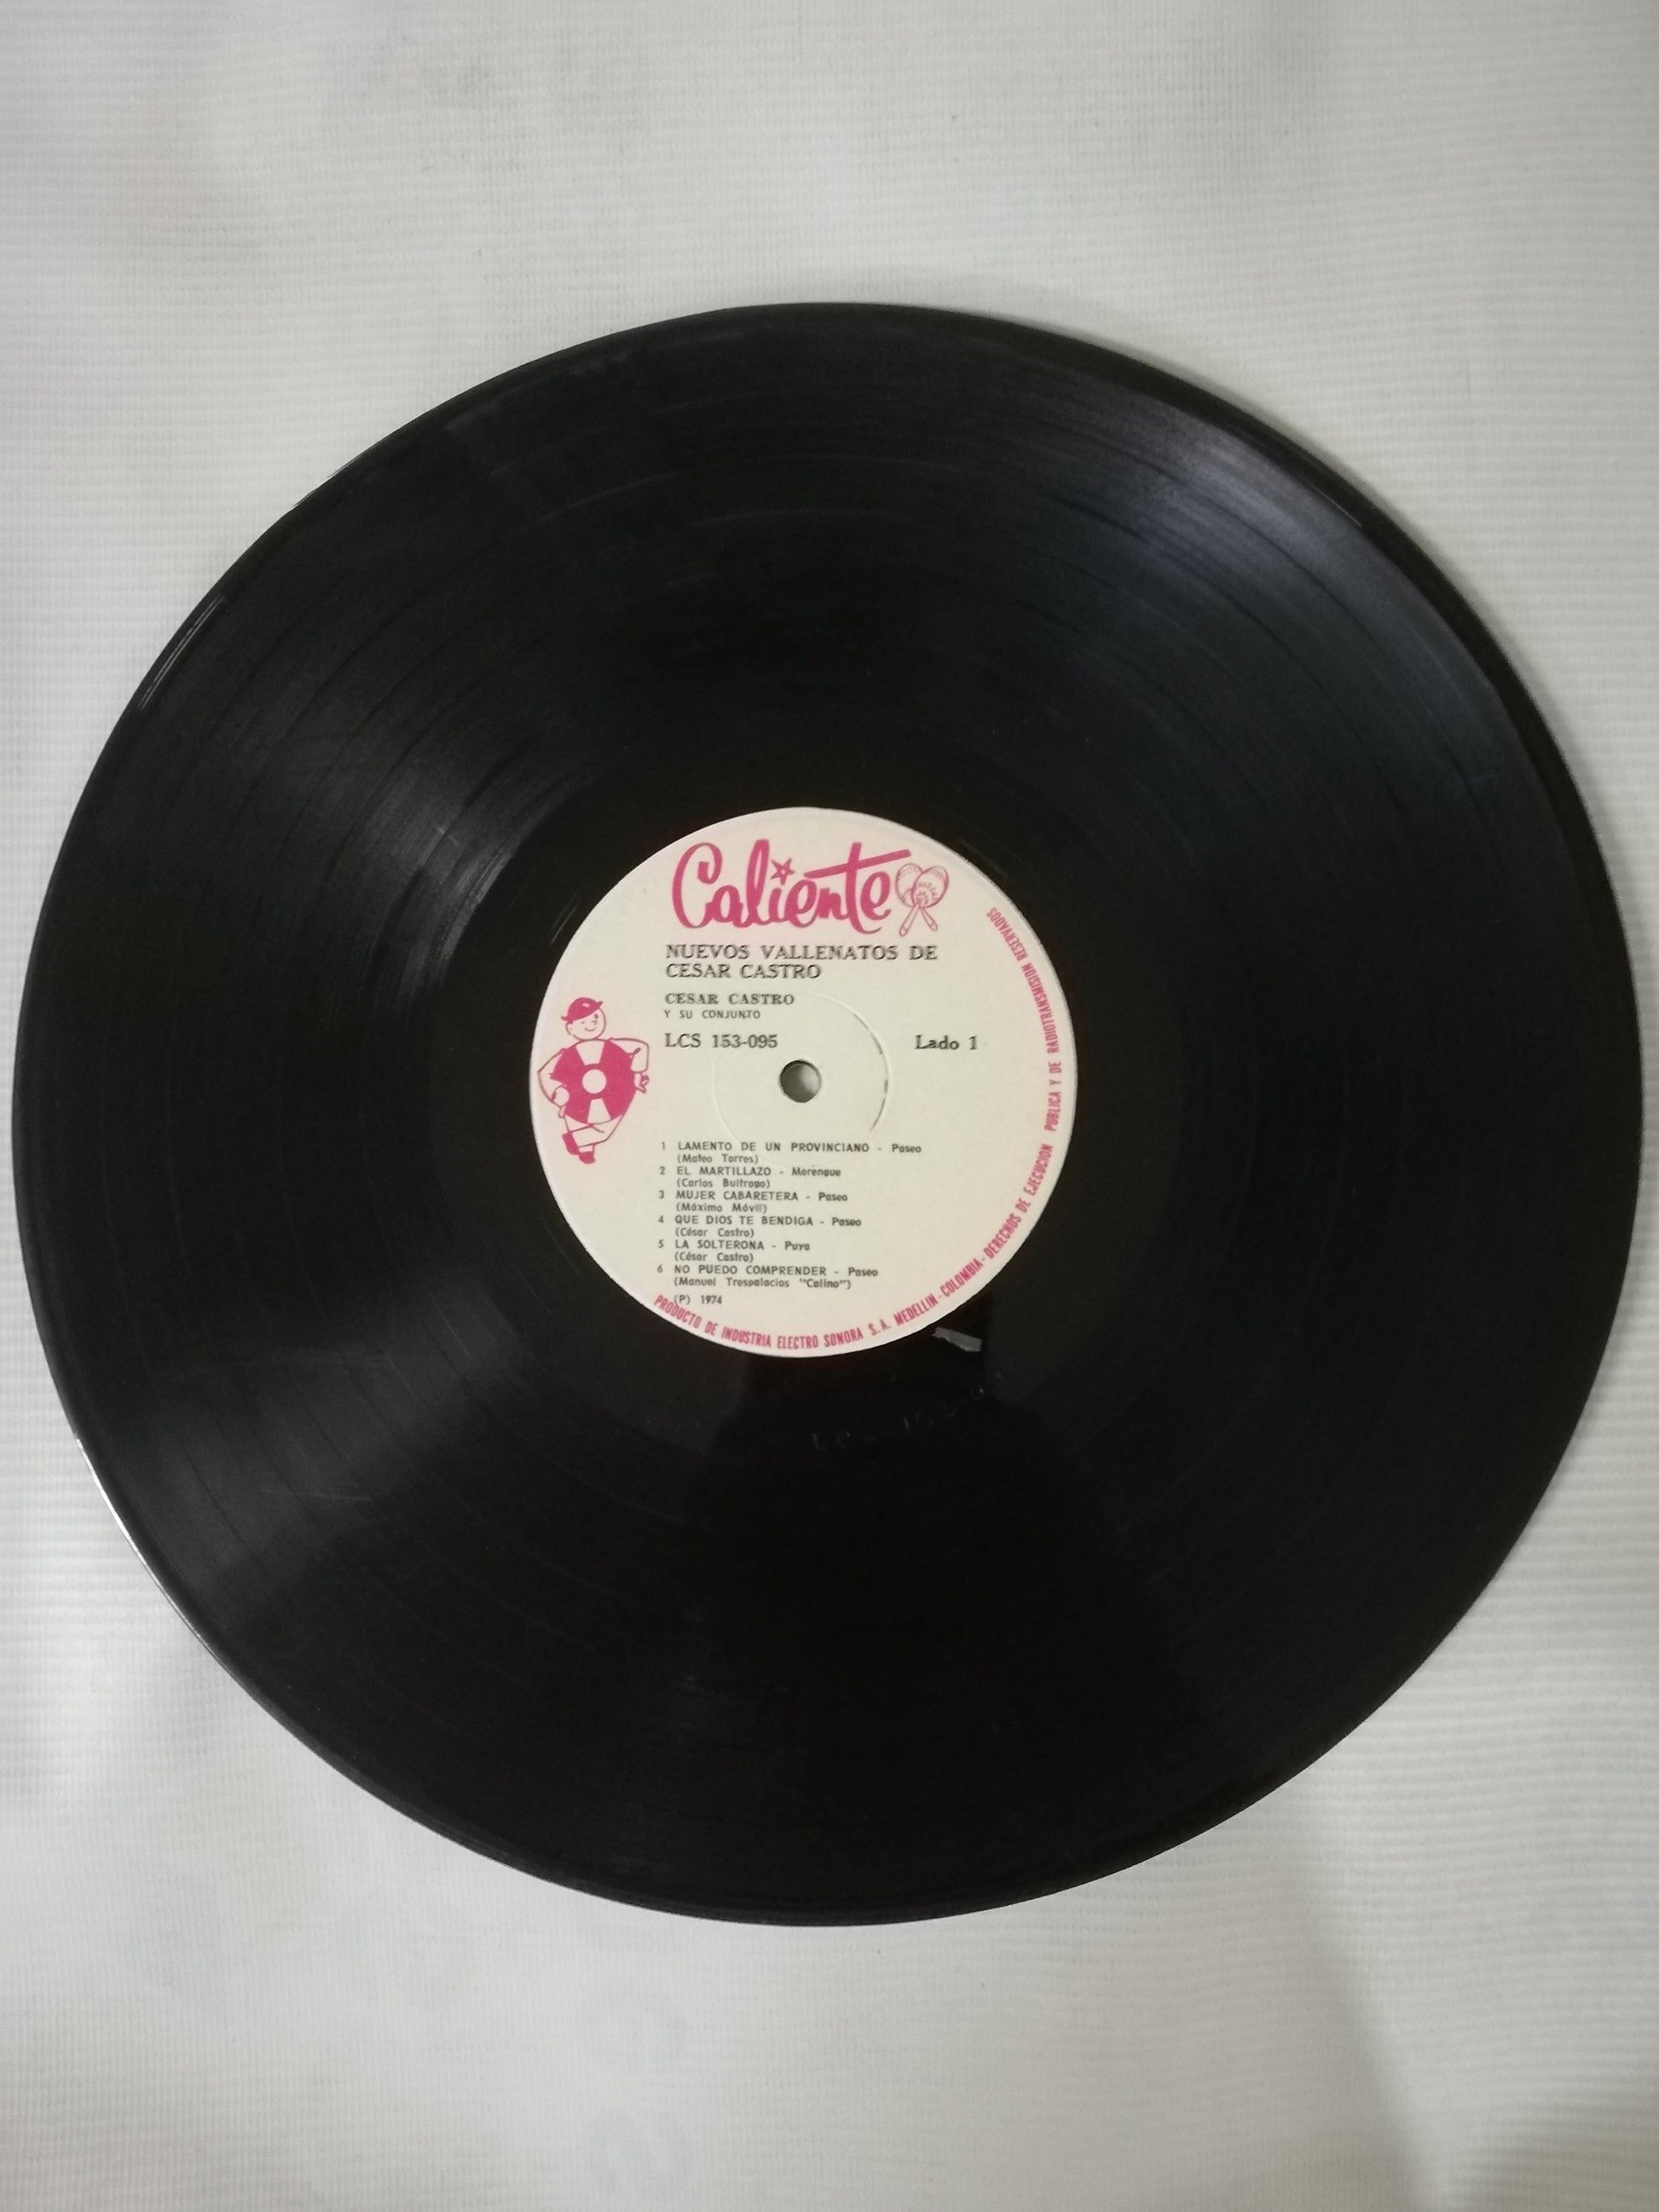 Caliente
NUEVOS VALLENATOS DE
CESAR CASTRO
CESAR CASTRO
Y SU CONJUNTO
LCS 153-095 Lado 1
1 LAMENTO DE UN PROVINCIANO - Paseo
(Mateo Torres)
2 EL MARTILLAZO - Merengue
(Carlos Buitrago)
3 MUJER CABARETERA - Paseo
(Máximo Móvil)
4 QUE DIOS TE BENDIGA - Paseo
(César Castro)
5 LA SOLTERONA - Puya
(César Castro)
6 NO PUEDO COMPRENDER - Paseo
(Manuel Trespalacios "Calino")
(P) 1974
PRODUCTO DE INDUSTRIA ELECTRO SONORA S.A. MEDELLIN - COLOMBIA - DERECHOS DE EJECUCION PUBLICA Y DE RADIOTRANSMISION RESERVADOS